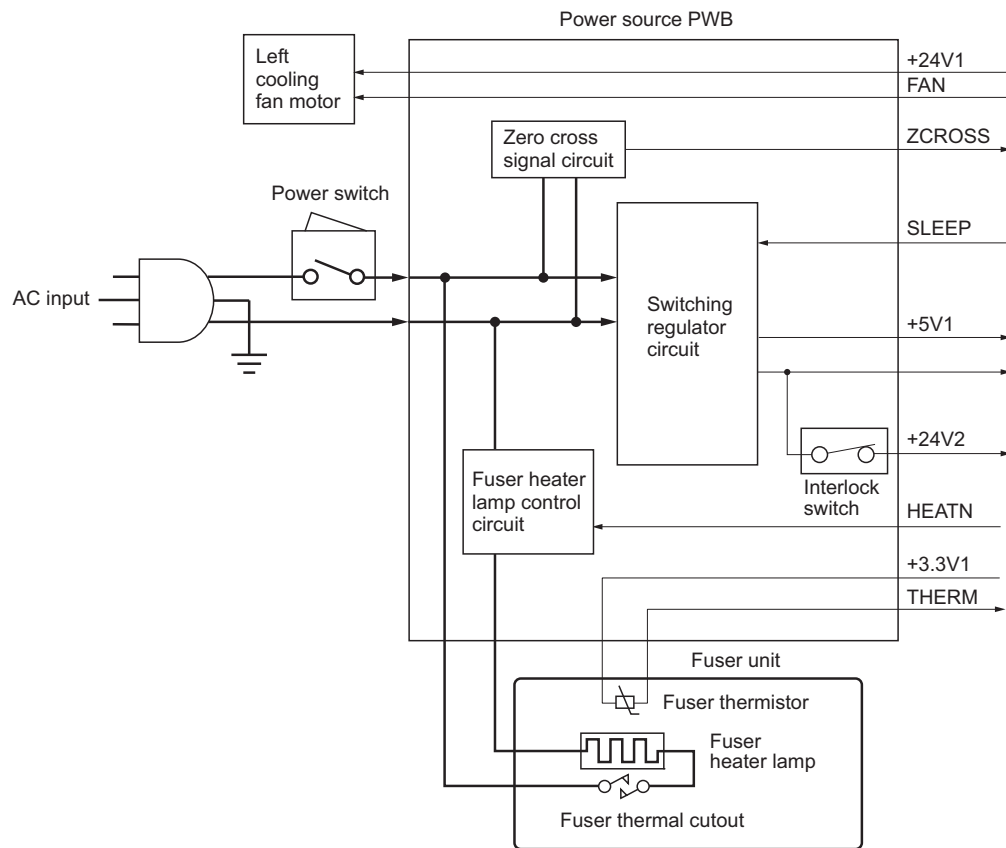 Power source PWB
Left
cooling
fan motor
+24V1
FAN
Zero cross
signal circuit
ZCROSS
Power switch
SLEEP
AC input
Switching
regulator
circuit
+5V1
+24V2
Interlock
switch
Fuser heater
lamp control
circuit
HEATN
+3.3V1
THERM
Fuser unit
Fuser thermistor
Fuser
heater lamp
Fuser thermal cutout